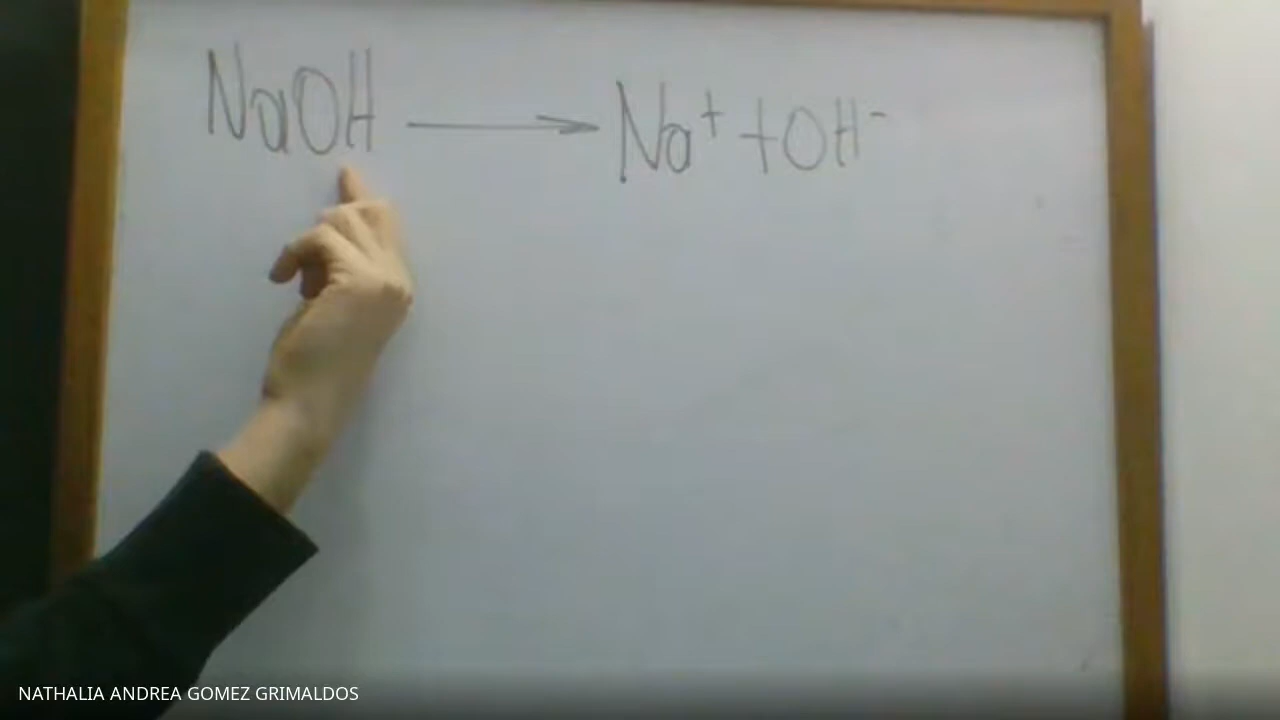 NaOH → Na⁺ + OH⁻
NATHALIA ANDREA GOMEZ GRIMALDOS